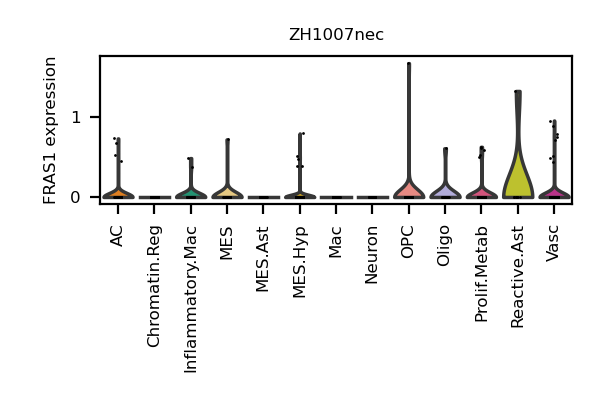 ZH1007nec
FRAS1 expression
1
0
AC
Chromatin.Reg
Inflammatory.Mac
MES
MES.Ast
MES.Hyp
Mac
Neuron
OPC
Oligo
Prolif.Metab
Reactive.Ast
Vasc